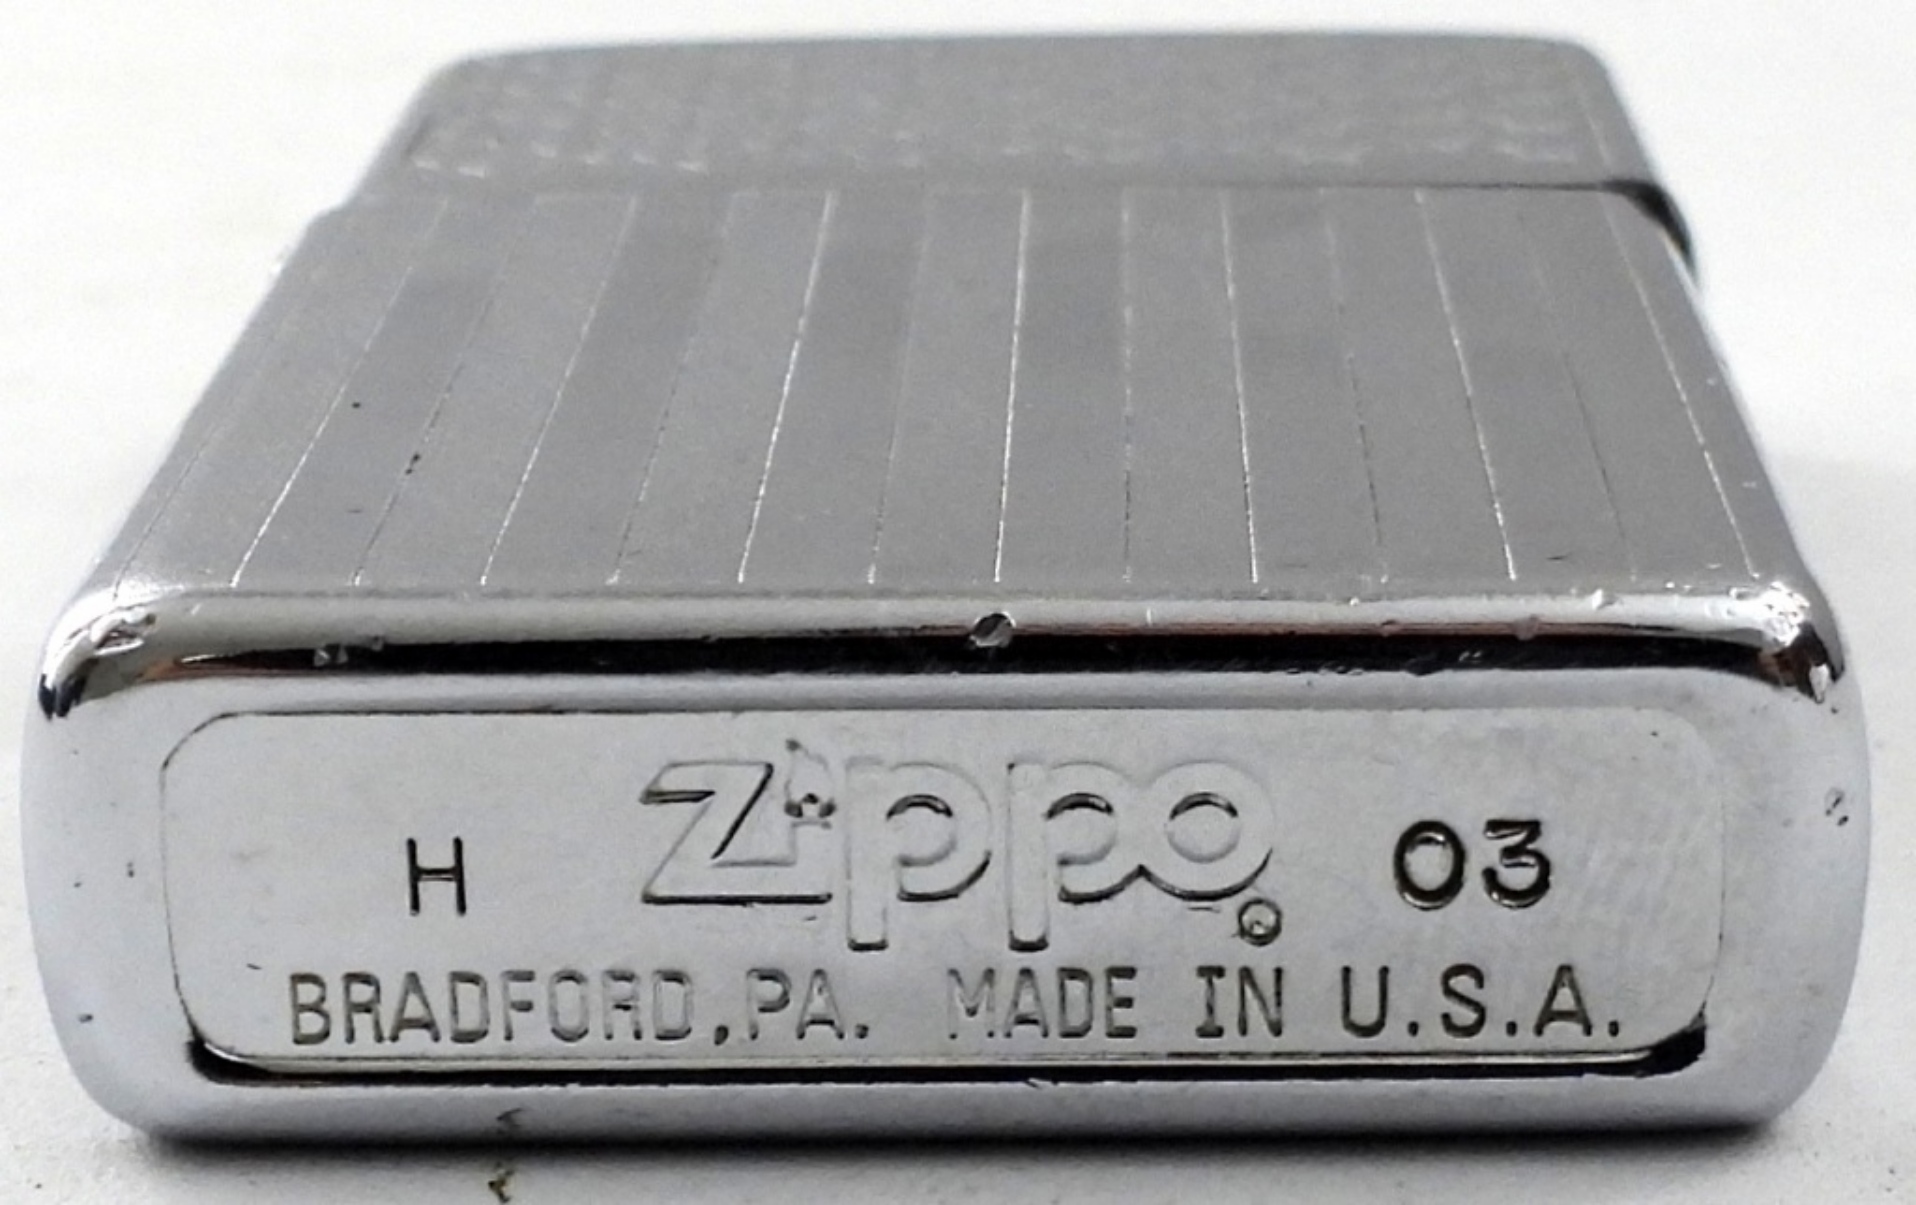 H Zippo® 03
BRADFORD,PA. MADE IN U.S.A.